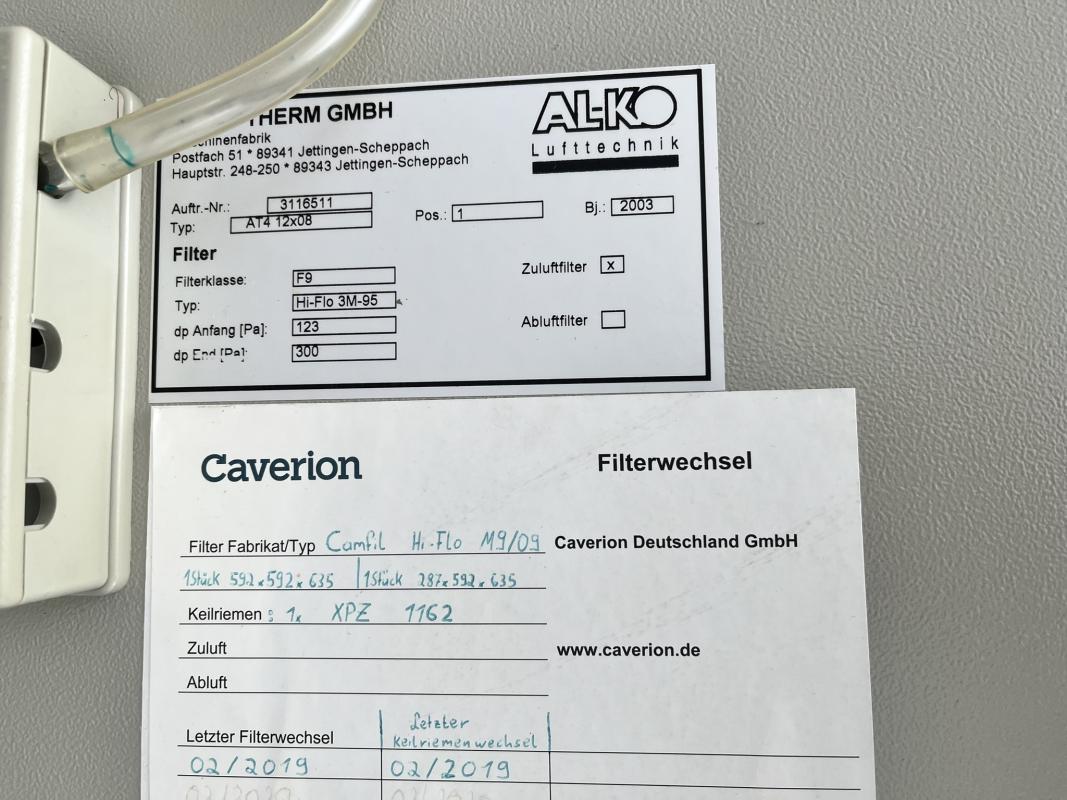 THERM GMBH
AL-KO
Lufttechnik
Postfach 51 * 89341 Jettingen-Scheppach
Hauptstr. 248-250 * 89343 Jettingen-Scheppach
Auftr.-Nr.: 3116511
Pos.: 1
Bj.: 2003
Typ: AT4 12x08
Filter
Filterklasse: F9
Zuluftfilter x
Typ: Hi-Flo 3M-95
dp Anfang [Pa]: 123
Abluftfilter
dp End [Pa]: 300
Caverion
Filterwechsel
Filter Fabrikat/Typ Camfil Hi-Flo M9/09
Caverion Deutschland GmbH
1Stück 592x592x635 | 1Stück 287x592x635
Keilriemen : 1x XPZ 1162
Zuluft
www.caverion.de
Abluft
Letzter Filterwechsel
Letzter
Keilriemenwechsel
02/2019 02/2019